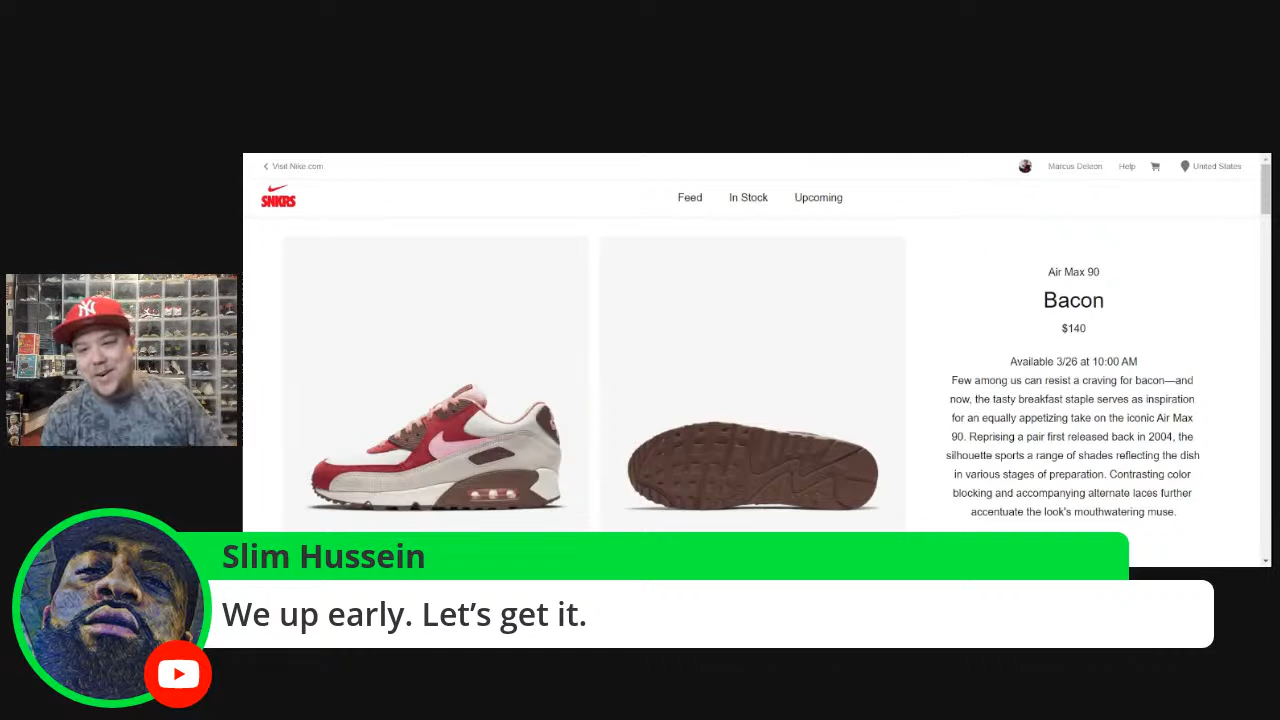 Visit Nike.com
Marcus Deleon Help United States
SNKRS
Feed In Stock Upcoming
Air Max 90
Bacon
$140
Available 3/26 at 10:00 AM
Few among us can resist a craving for bacon—and
now, the tasty breakfast staple serves as inspiration
for an equally appetizing take on the iconic Air Max
90. Reprising a pair first released back in 2004, the
silhouette sports a range of shades reflecting the dish
in various stages of preparation. Contrasting color
blocking and accompanying alternate laces further
accentuate the look's mouthwatering muse.
Slim Hussein
We up early. Let’s get it.